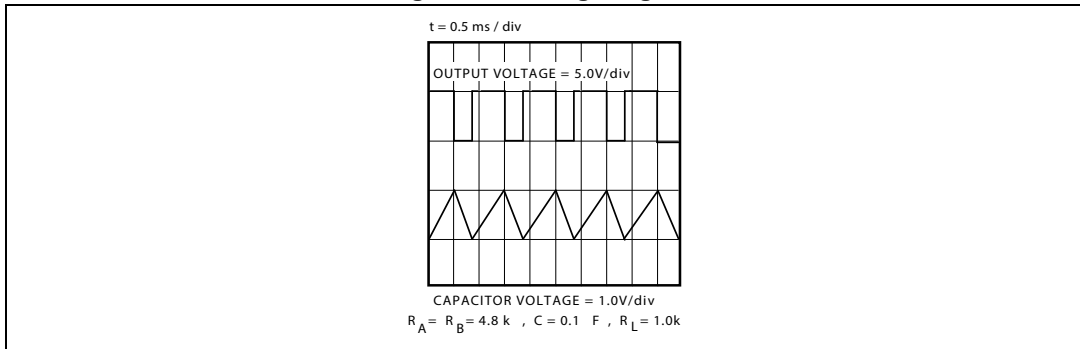 t = 0.5 ms / div
OUTPUT VOLTAGE = 5.0V/div
CAPACITOR VOLTAGE = 1.0V/div
R A = R B = 4.8 k , C = 0.1 F , R L = 1.0k